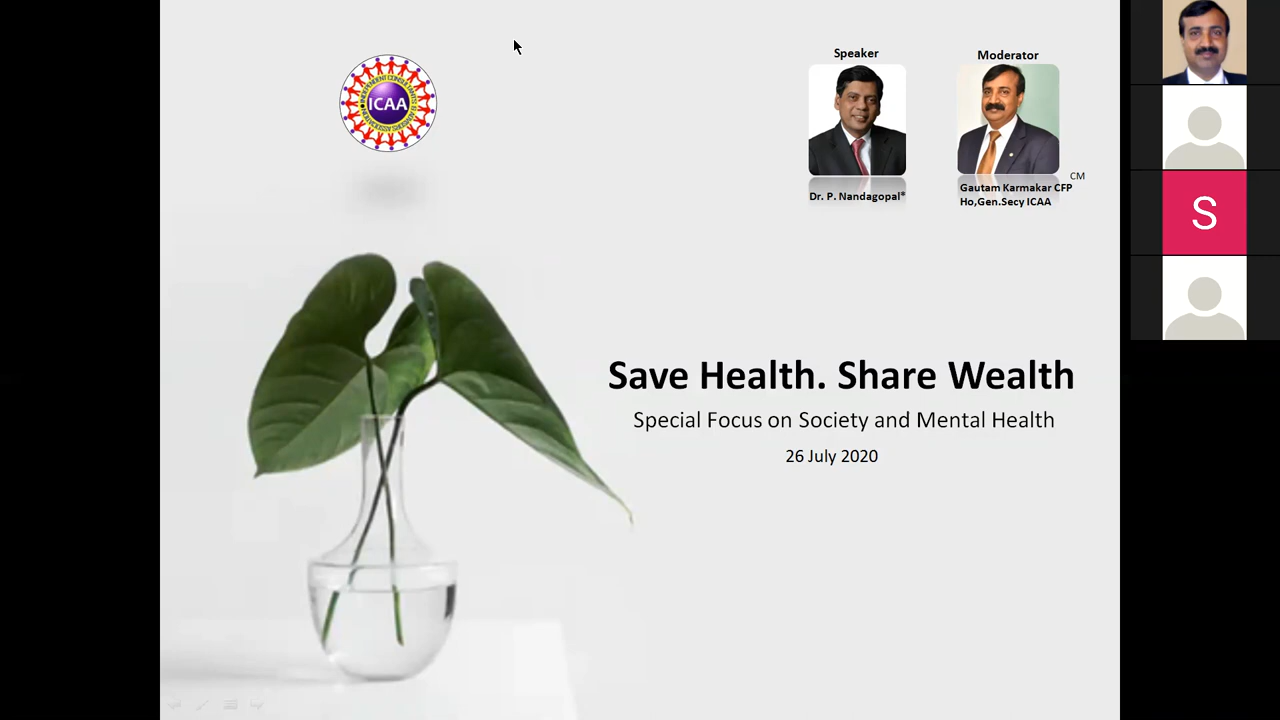 ICAA
Speaker
Moderator
Dr. P. Nandagopal*
CM
Gautam Karmakar CFP
Ho,Gen.Secy ICAA
S
Save Health. Share Wealth
Special Focus on Society and Mental Health
26 July 2020